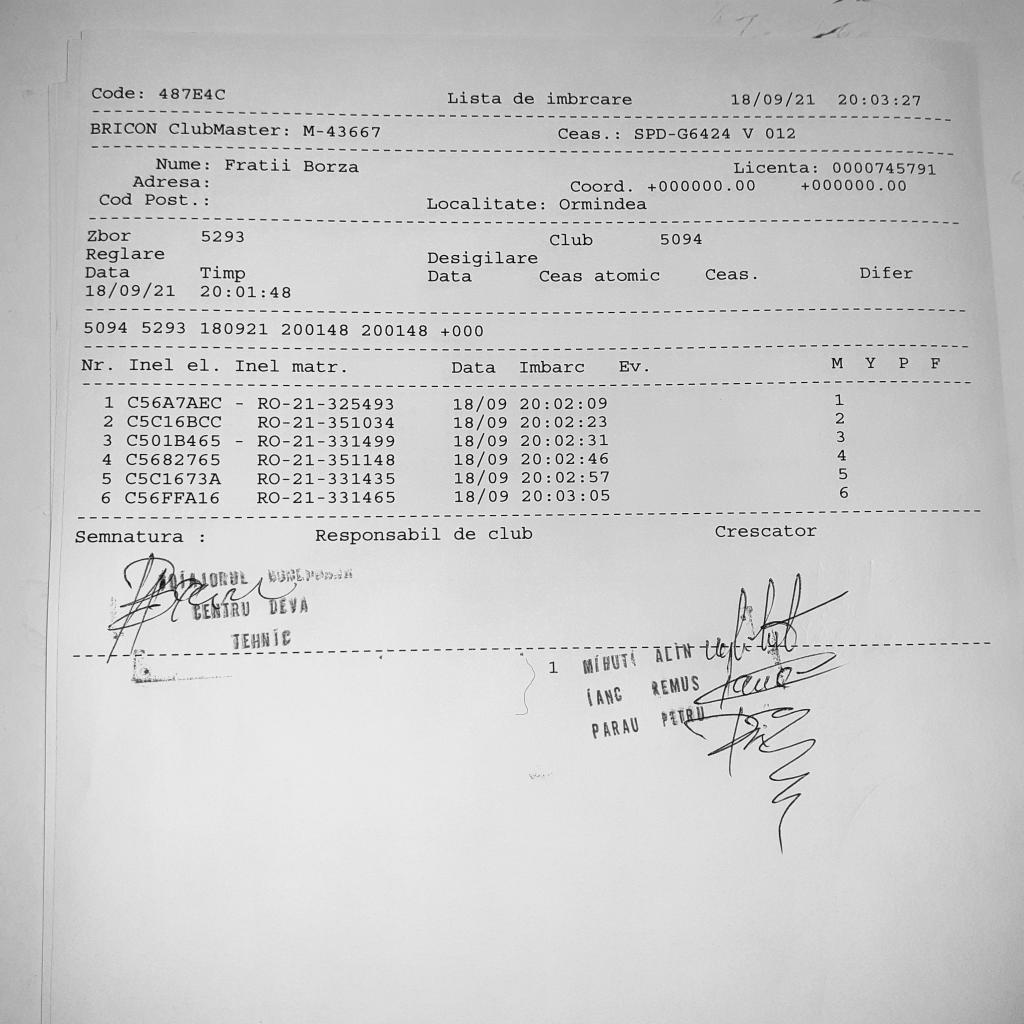 Code: 487E4C Lista de imbrcare 18/09/21 20:03:27
BRICON ClubMaster: M-43667 Ceas.: SPD-G6424 V 012
Nume: Fratii Borza Licenta: 0000745791
Adresa: Coord. +000000.00 +000000.00
Cod Post.: Localitate: Ormindea
Zbor 5293 Club 5094
Reglare Desigilare
Data Timp Data Ceas atomic Ceas. Difer
18/09/21 20:01:48
5094 5293 180921 200148 200148 +000
Nr. Inel el. Inel matr. Data Imbarc Ev. M Y P F
1 C56A7AEC - RO-21-325493 18/09 20:02:09 1
2 C5C16BCC RO-21-351034 18/09 20:02:23 2
3 C501B465 - RO-21-331499 18/09 20:02:31 3
4 C5682765 RO-21-351148 18/09 20:02:46 4
5 C5C1673A RO-21-331435 18/09 20:02:57 5
6 C56FFA16 RO-21-331465 18/09 20:03:05 6
Semnatura : Responsabil de club Crescator
CENTRU DEVA
TEHNIC
1 MIHUTI ALIN
IANC REMUS
PARAU PETRU